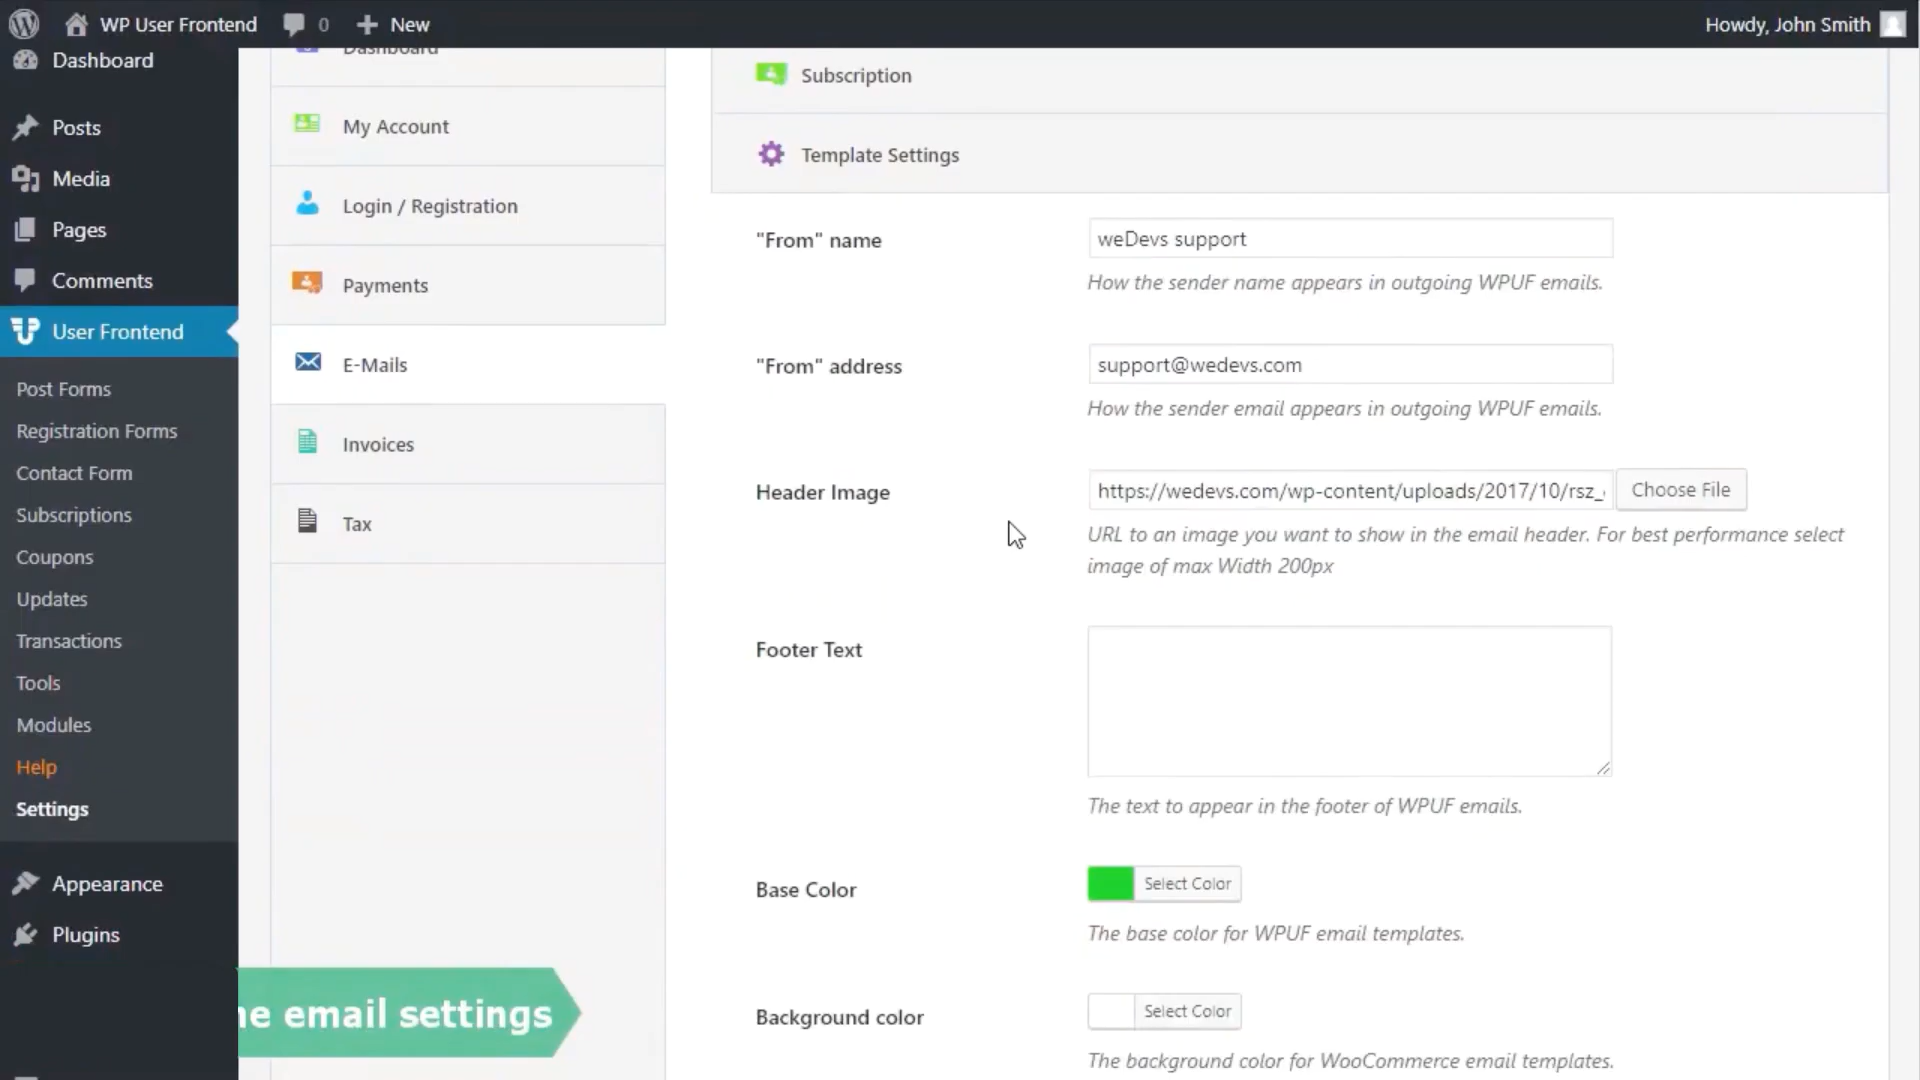 WP User Frontend
0
New
Howdy, John Smith
Dashboard
Posts
Media
Pages
Comments
User Frontend
Post Forms
Registration Forms
Contact Form
Subscriptions
Coupons
Updates
Transactions
Tools
Modules
Help
Settings
Appearance
Plugins
Dashboard
My Account
Login / Registration
Payments
E-Mails
Invoices
Tax
Subscription
Template Settings
"From" name
weDevs support
How the sender name appears in outgoing WPUF emails.
"From" address
support@wedevs.com
How the sender email appears in outgoing WPUF emails.
Header Image
https://wedevs.com/wp-content/uploads/2017/10/rsz_
Choose File
URL to an image you want to show in the email header. For best performance select
image of max Width 200px
Footer Text
The text to appear in the footer of WPUF emails.
Base Color
Select Color
The base color for WPUF email templates.
Background color
Select Color
The background color for WooCommerce email templates.
email settings